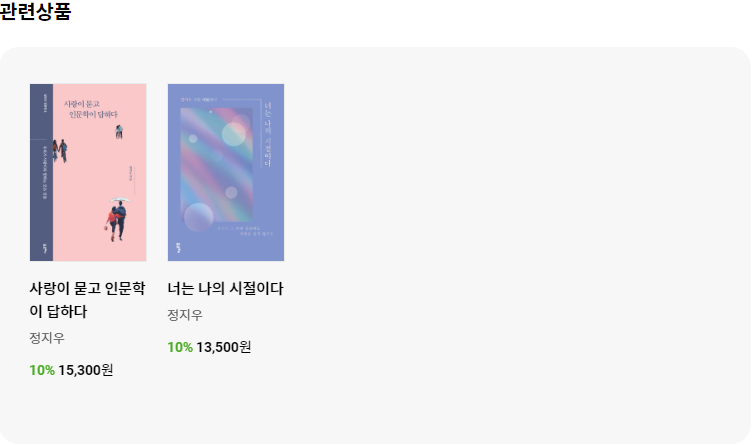 관련상품
사랑이 묻고
인문학이 답하다
너는 나의 시절이다
사랑이 묻고 인문학
이 답하다
정지우
10% 15,300원
너는 나의 시절이다
정지우
10% 13,500원